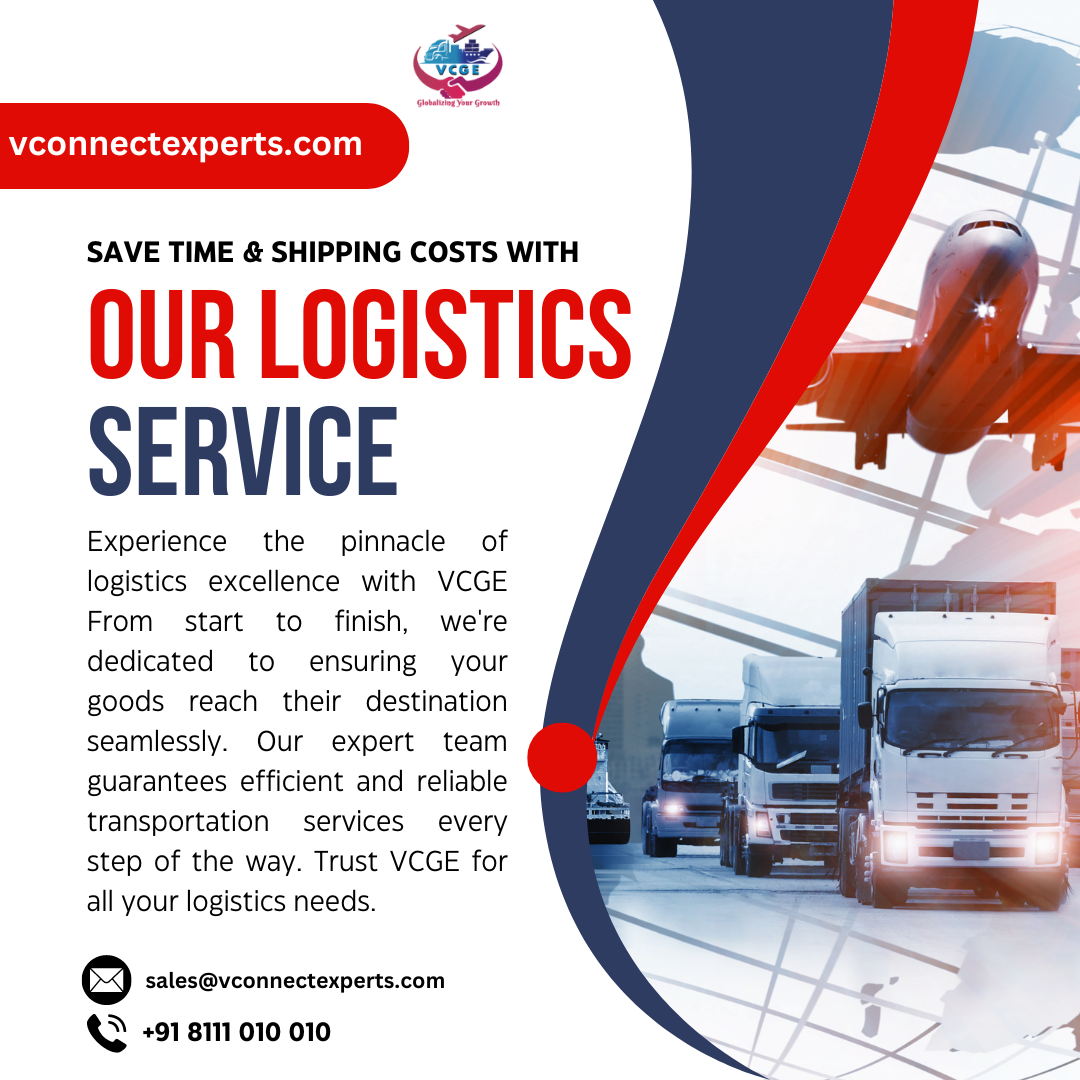 VCGE
Globalizing Your Growth
vconnectexperts.com
SAVE TIME & SHIPPING COSTS WITH
OUR LOGISTICS
SERVICE
Experience the pinnacle of
logistics excellence with VCGE
From start to finish, we're
dedicated to ensuring your
goods reach their destination
seamlessly. Our expert team
guarantees efficient and reliable
transportation services every
step of the way. Trust VCGE for
all your logistics needs.
sales@vconnectexperts.com
+91 8111 010 010